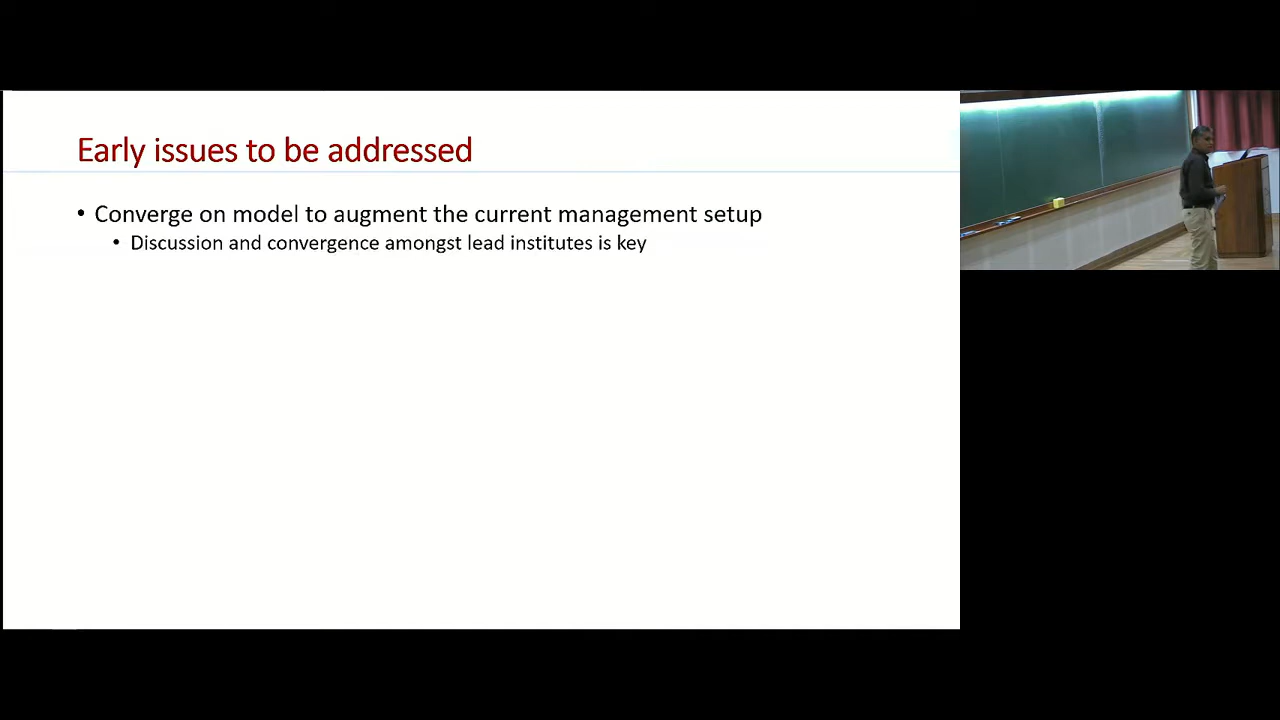 Early issues to be addressed
• Converge on model to augment the current management setup
• Discussion and convergence amongst lead institutes is key